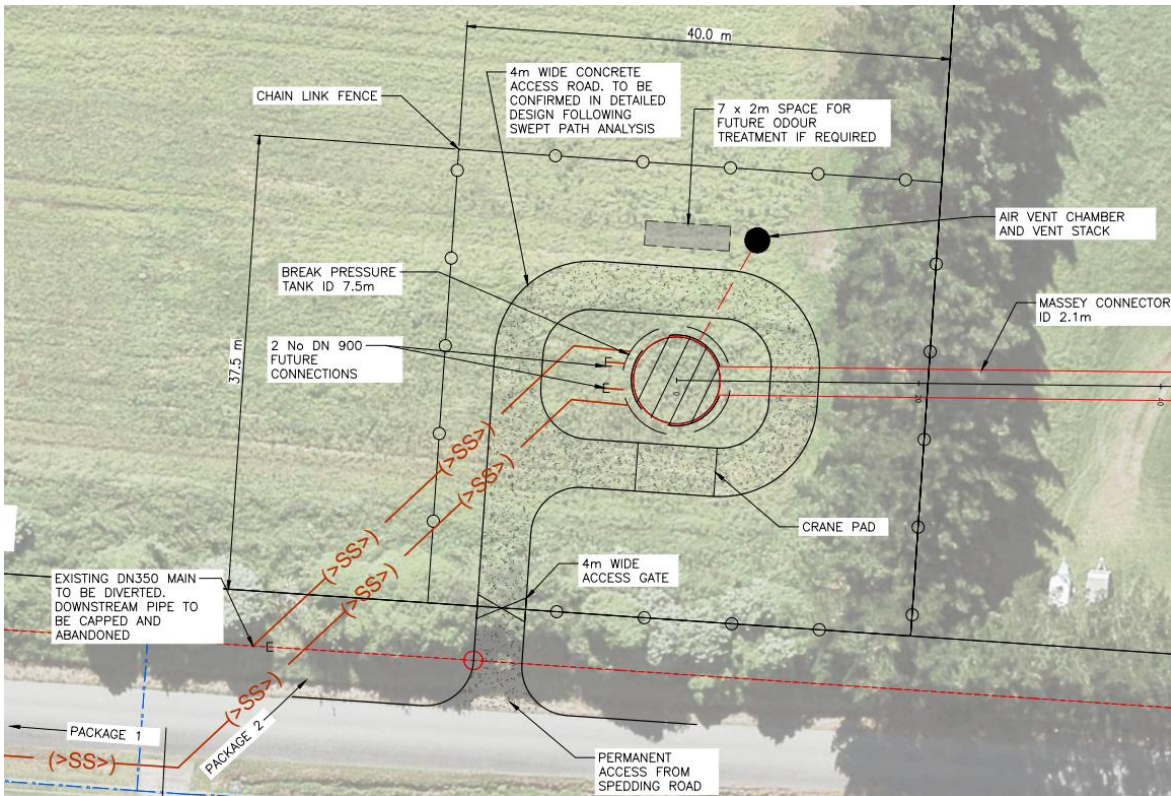 40.0 m
4m WIDE CONCRETE
ACCESS ROAD. TO BE
CONFIRMED IN DETAILED
DESIGN FOLLOWING
SWEPT PATH ANALYSIS
CHAIN LINK FENCE
7 x 2m SPACE FOR
FUTURE ODOUR
TREATMENT IF REQUIRED
AIR VENT CHAMBER
AND VENT STACK
BREAK PRESSURE
TANK ID 7.5m
MASSEY CONNECTOR
ID 2.1m
2 No DN 900
FUTURE
CONNECTIONS
37.5 m
0
20
40
(>SS>)
(>SS>)
(>SS>)
(>SS>)
CRANE PAD
4m WIDE
ACCESS GATE
EXISTING DN350 MAIN
TO BE DIVERTED.
DOWNSTREAM PIPE TO
BE CAPPED AND
ABANDONED
E
E
E
(>SS>)
PACKAGE 1
PACKAGE 2
(>SS>)
PERMANENT
ACCESS FROM
SPEDDING ROAD